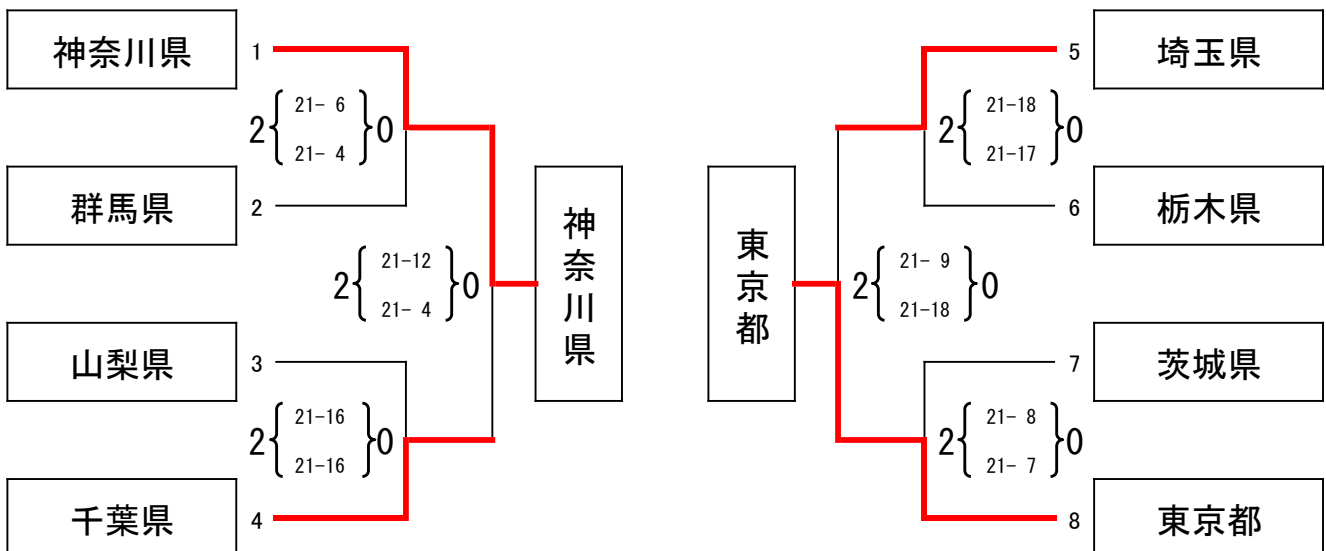 神奈川県 1
2 { 21- 6 } 0
21- 4
群馬県 2
2 { 21-12 } 0
21- 4
神奈川県
山梨県 3
2 { 21-16 } 0
21-16
千葉県 4
5 埼玉県
2 { 21-18 } 0
21-17
6 栃木県
東京都
2 { 21- 9 } 0
21-18
7 茨城県
2 { 21- 8 } 0
21- 7
8 東京都